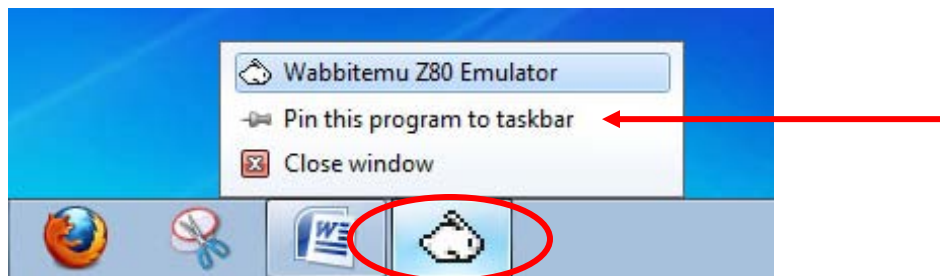 Wabbitemu Z80 Emulator
Pin this program to taskbar
Close window
W